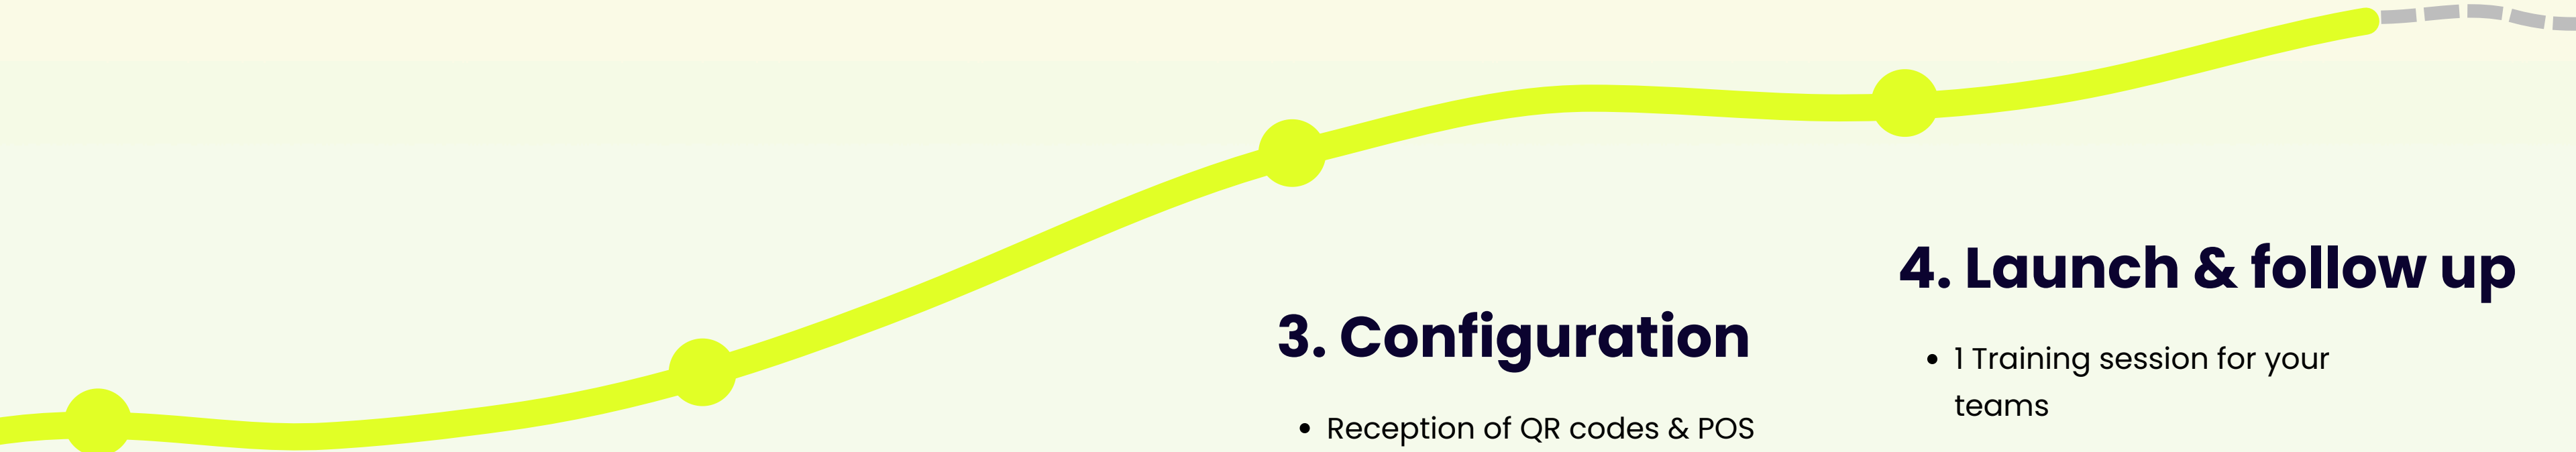 3. Configuration
• Reception of QR codes & POS
4. Launch & follow up
• 1 Training session for your
teams